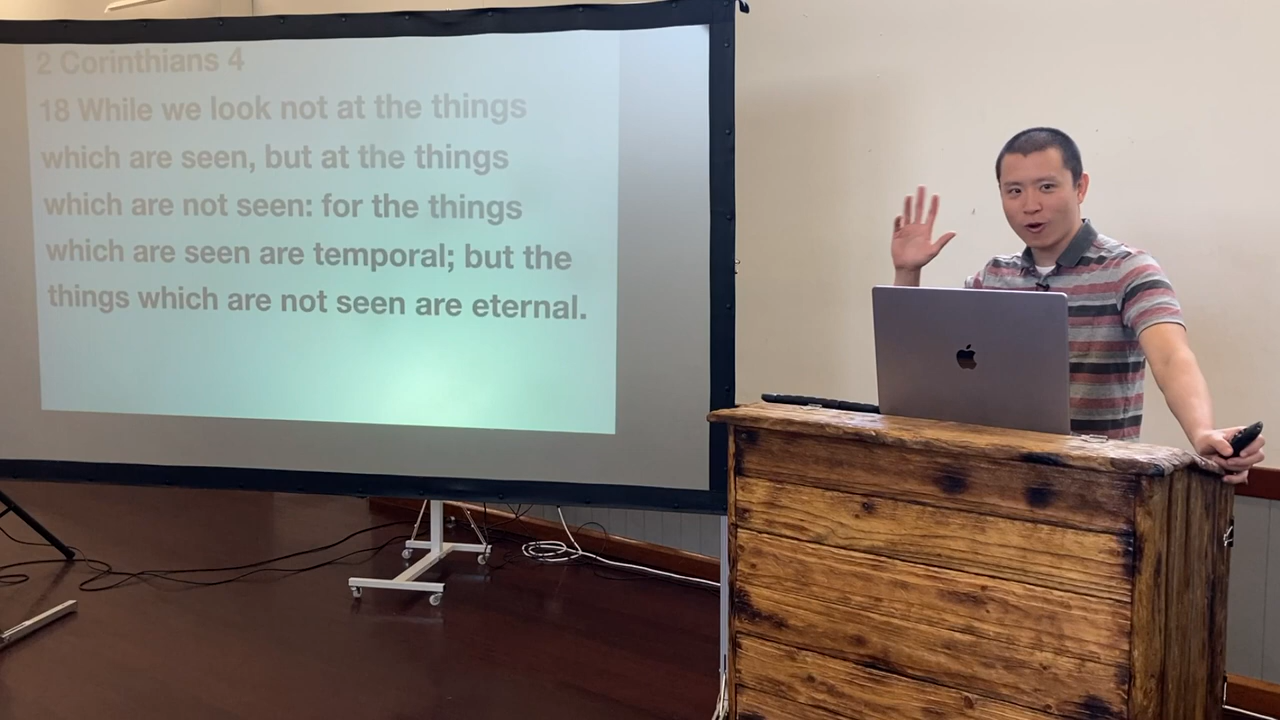 2 Corinthians 4
18 While we look not at the things
which are seen, but at the things
which are not seen: for the things
which are seen are temporal; but the
things which are not seen are eternal.